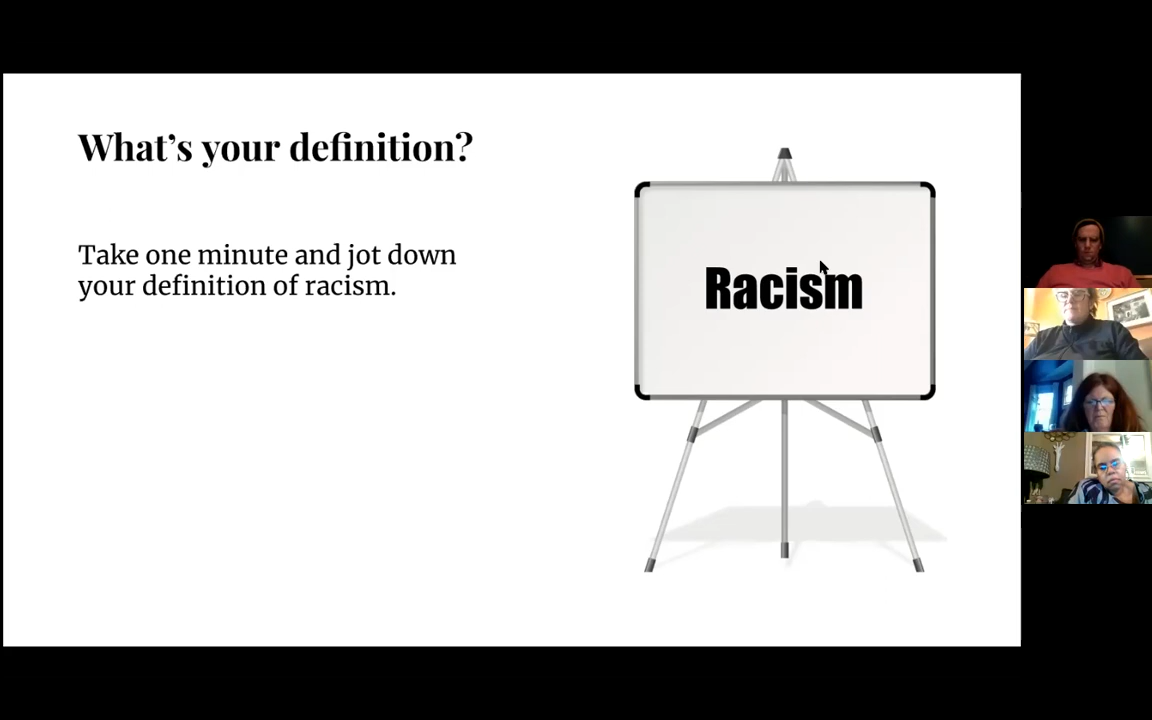 What's your definition?
Take one minute and jot down
your definition of racism.
Racism